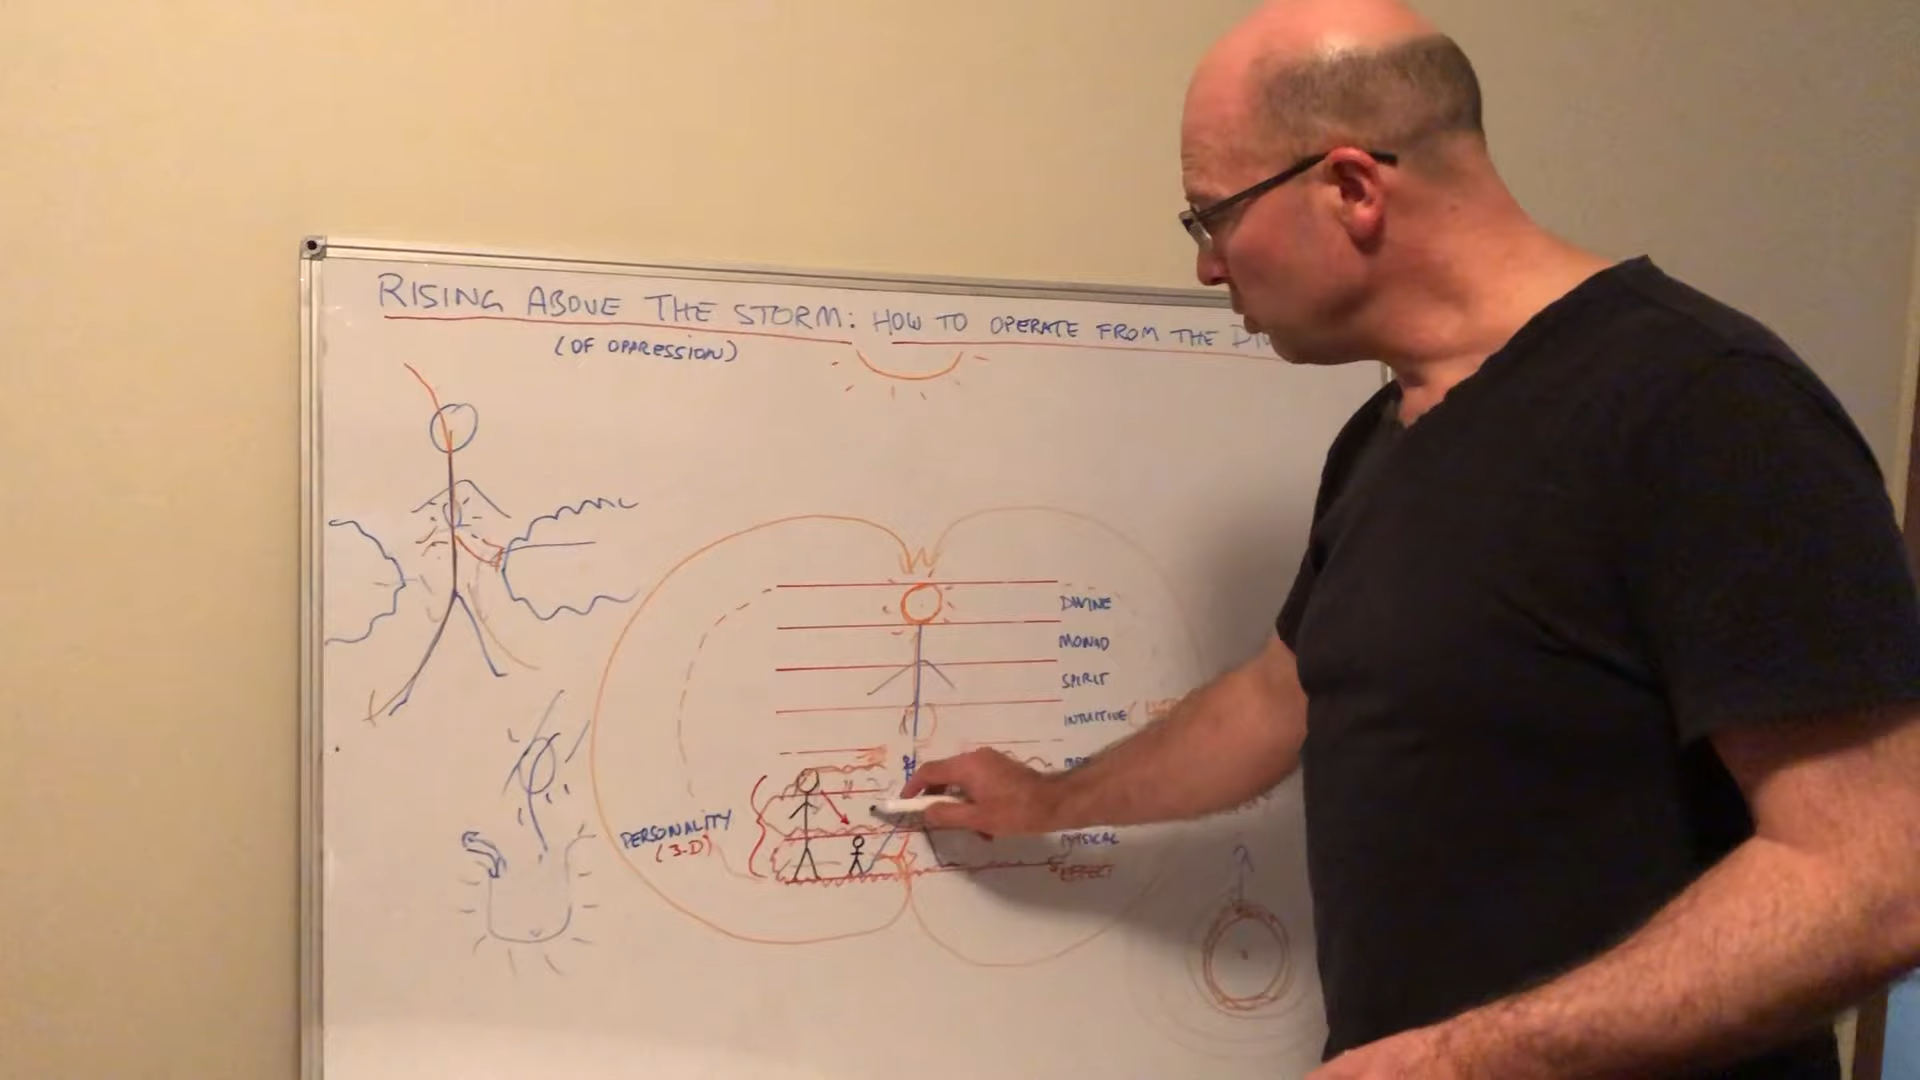 RISING ABOVE THE STORM: HOW TO OPERATE FROM THE
(OF OPPRESSION)
DIVINE
MONAD
SPIRIT
INTUITIVE (
PERSONALITY
(3-D)
PHYSICAL
EFFECT